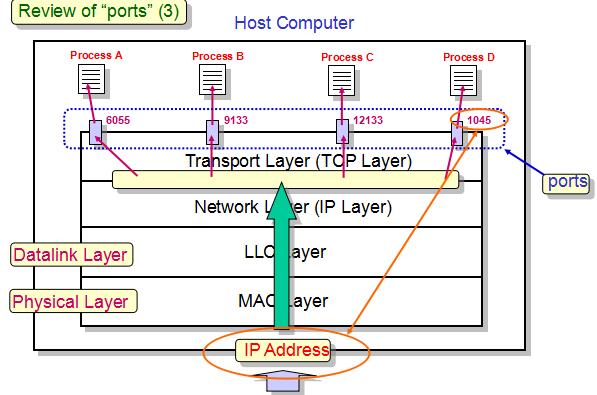 Review of “ports” (3)
Host Computer
Process A
Process B
Process C
Process D
6055
9133
12133
1045
Transport Layer (TCP Layer)
ports
Network Layer (IP Layer)
Datalink Layer
LLC Layer
Physical Layer
MAC Layer
IP Address